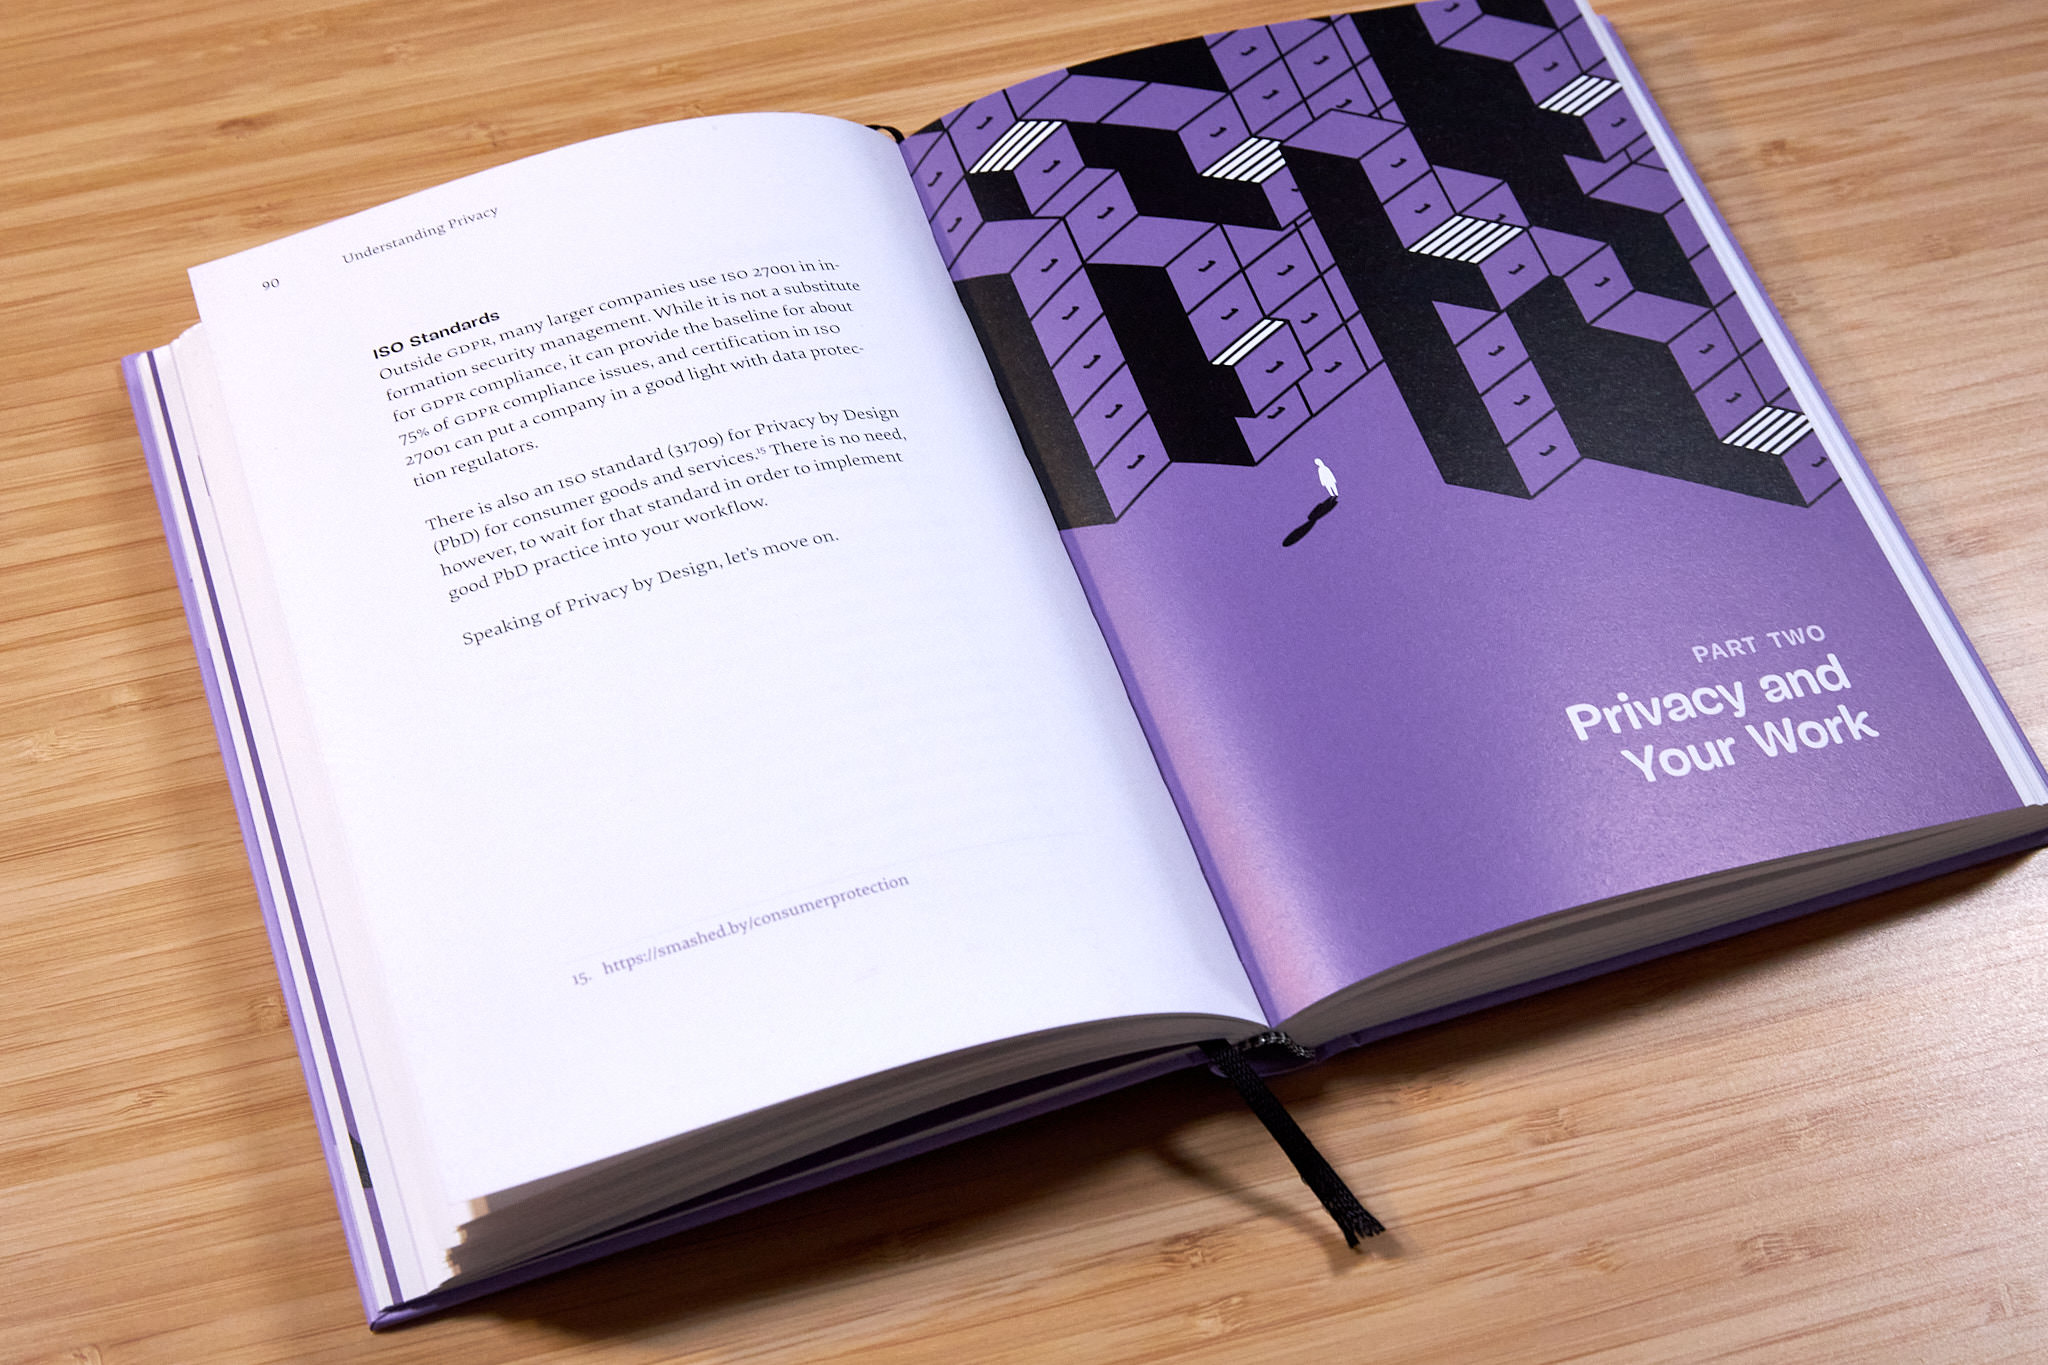 90
Understanding Privacy
ISO Standards
Outside GDPR, many larger companies use ISO 27001 in in-
formation security management. While it is not a substitute
for GDPR compliance, it can provide the baseline for about
75% of GDPR compliance issues, and certification in ISO
27001 can put a company in a good light with data protec-
tion regulators.
There is also an ISO standard (31709) for Privacy by Design
(PbD) for consumer goods and services.15 There is no need,
however, to wait for that standard in order to implement
good PbD practice into your workflow.
Speaking of Privacy by Design, let's move on.
15. https://smashed.by/consumerprotection
PART TWO
Privacy and
Your Work